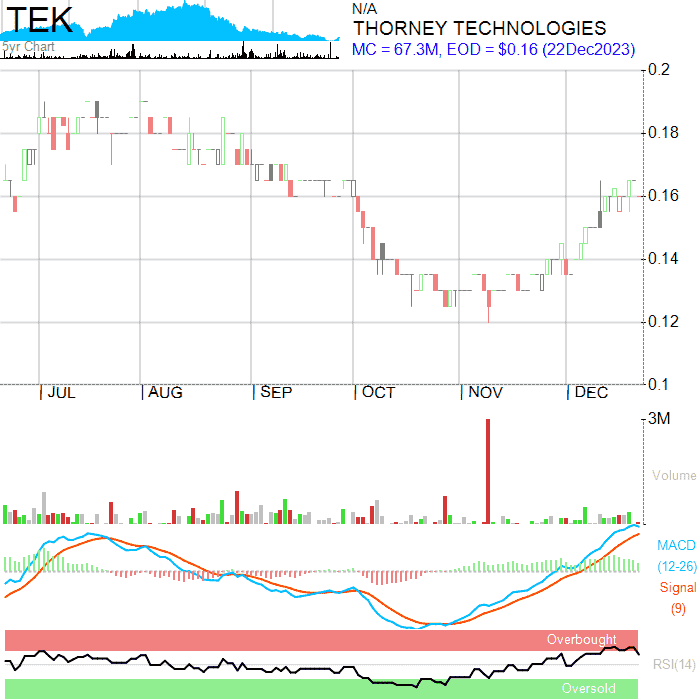 TEK
5yr Chart
N/A
THORNEY TECHNOLOGIES
MC = 67.3M, EOD = $0.16 (22Dec2023)
0.2
0.18
0.16
0.14
0.12
0.1
JUL AUG SEP OCT NOV DEC
3M
Volume
MACD
(12-26)
Signal
(9)
Overbought
RSI(14)
Oversold